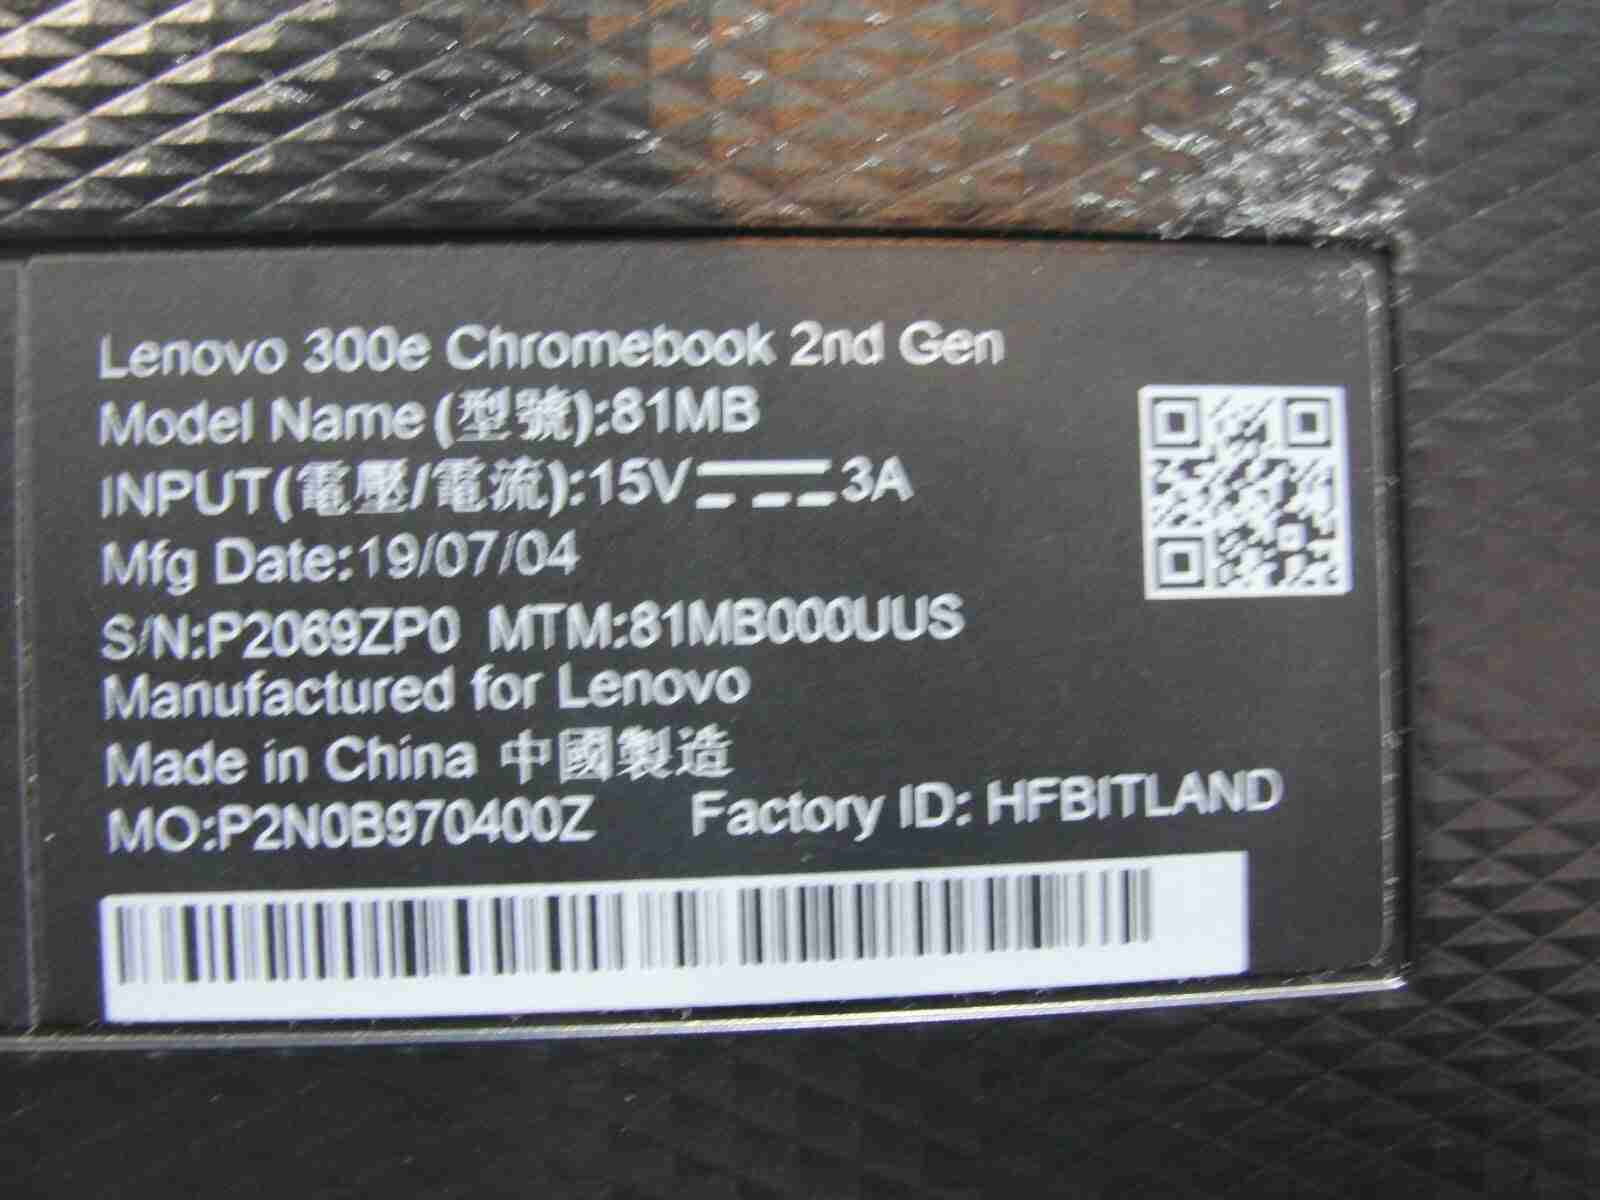 Lenovo 300e Chromebook 2nd Gen
Model Name(型號):81MB
INPUT(電壓/電流):15V⎓3A
Mfg Date:19/07/04
S/N:P2069ZP0 MTM:81MB000UUS
Manufactured for Lenovo
Made in China 中國製造
MO:P2N0B970400Z Factory ID: HFBITLAND